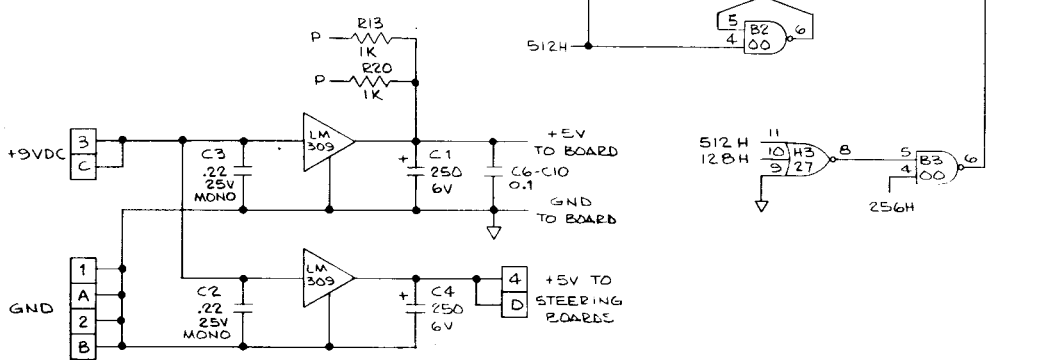 R13
P
1K
R20
P
1K
5
4
B2
00
6
512H
+9VDC
3
C
C3
.22
25V
MONO
LM
309
+
C1
250
6V
C6-C10
0.1
+5V
TO BOARD
GND
TO BOARD
512H
128H
11
10
9
H3
27
8
5
4
B3
00
6
256H
GND
1
A
2
B
C2
.22
25V
MONO
LM
309
+
C4
250
6V
4
D
+5V TO
STEERING
BOARDS